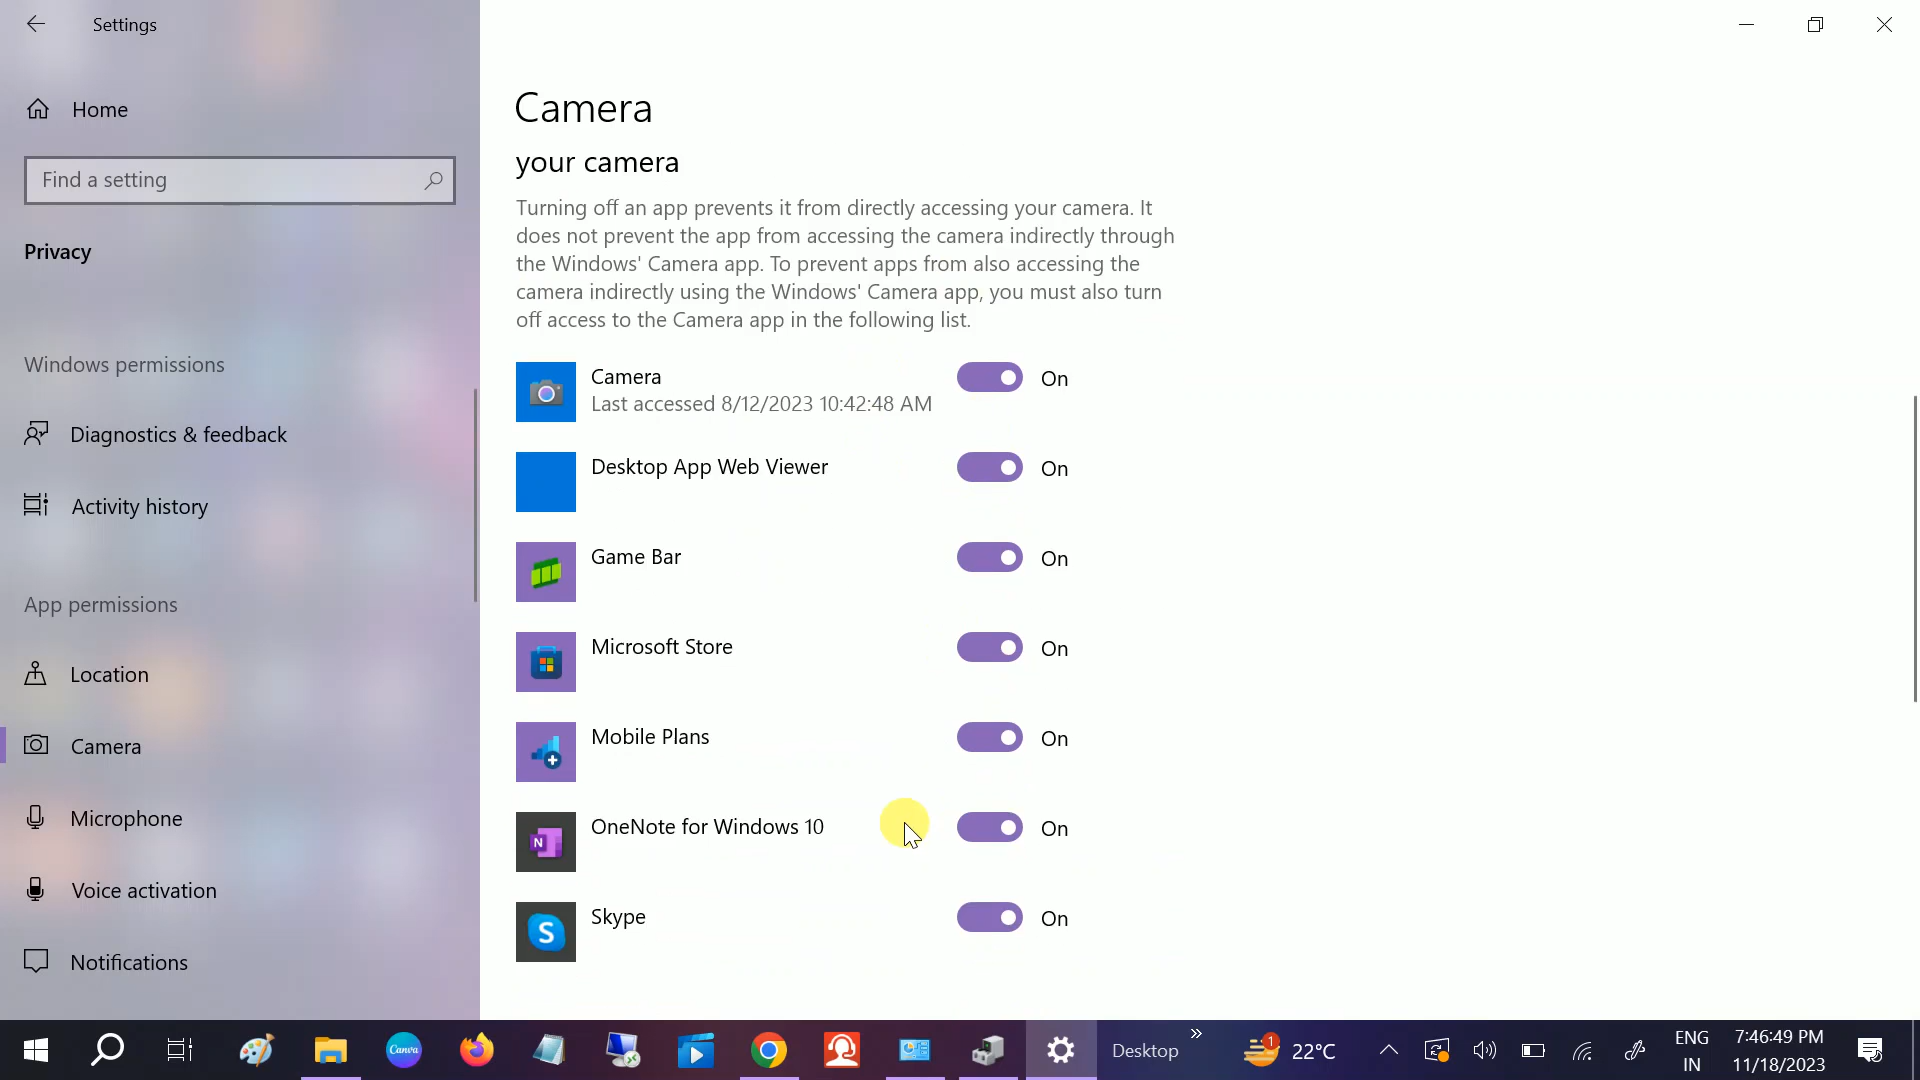 Settings
Home
Find a setting
Privacy
Windows permissions
Diagnostics & feedback
Activity history
App permissions
Location
Camera
Microphone
Voice activation
Notifications
Camera
your camera
Turning off an app prevents it from directly accessing your camera. It
does not prevent the app from accessing the camera indirectly through
the Windows' Camera app. To prevent apps from also accessing the
camera indirectly using the Windows' Camera app, you must also turn
off access to the Camera app in the following list.
Camera On
Last accessed 8/12/2023 10:42:48 AM
Desktop App Web Viewer On
Game Bar On
Microsoft Store On
Mobile Plans On
N OneNote for Windows 10 On
S Skype On
Canva Desktop » 1 22°C ENG 7:46:49 PM
IN 11/18/2023